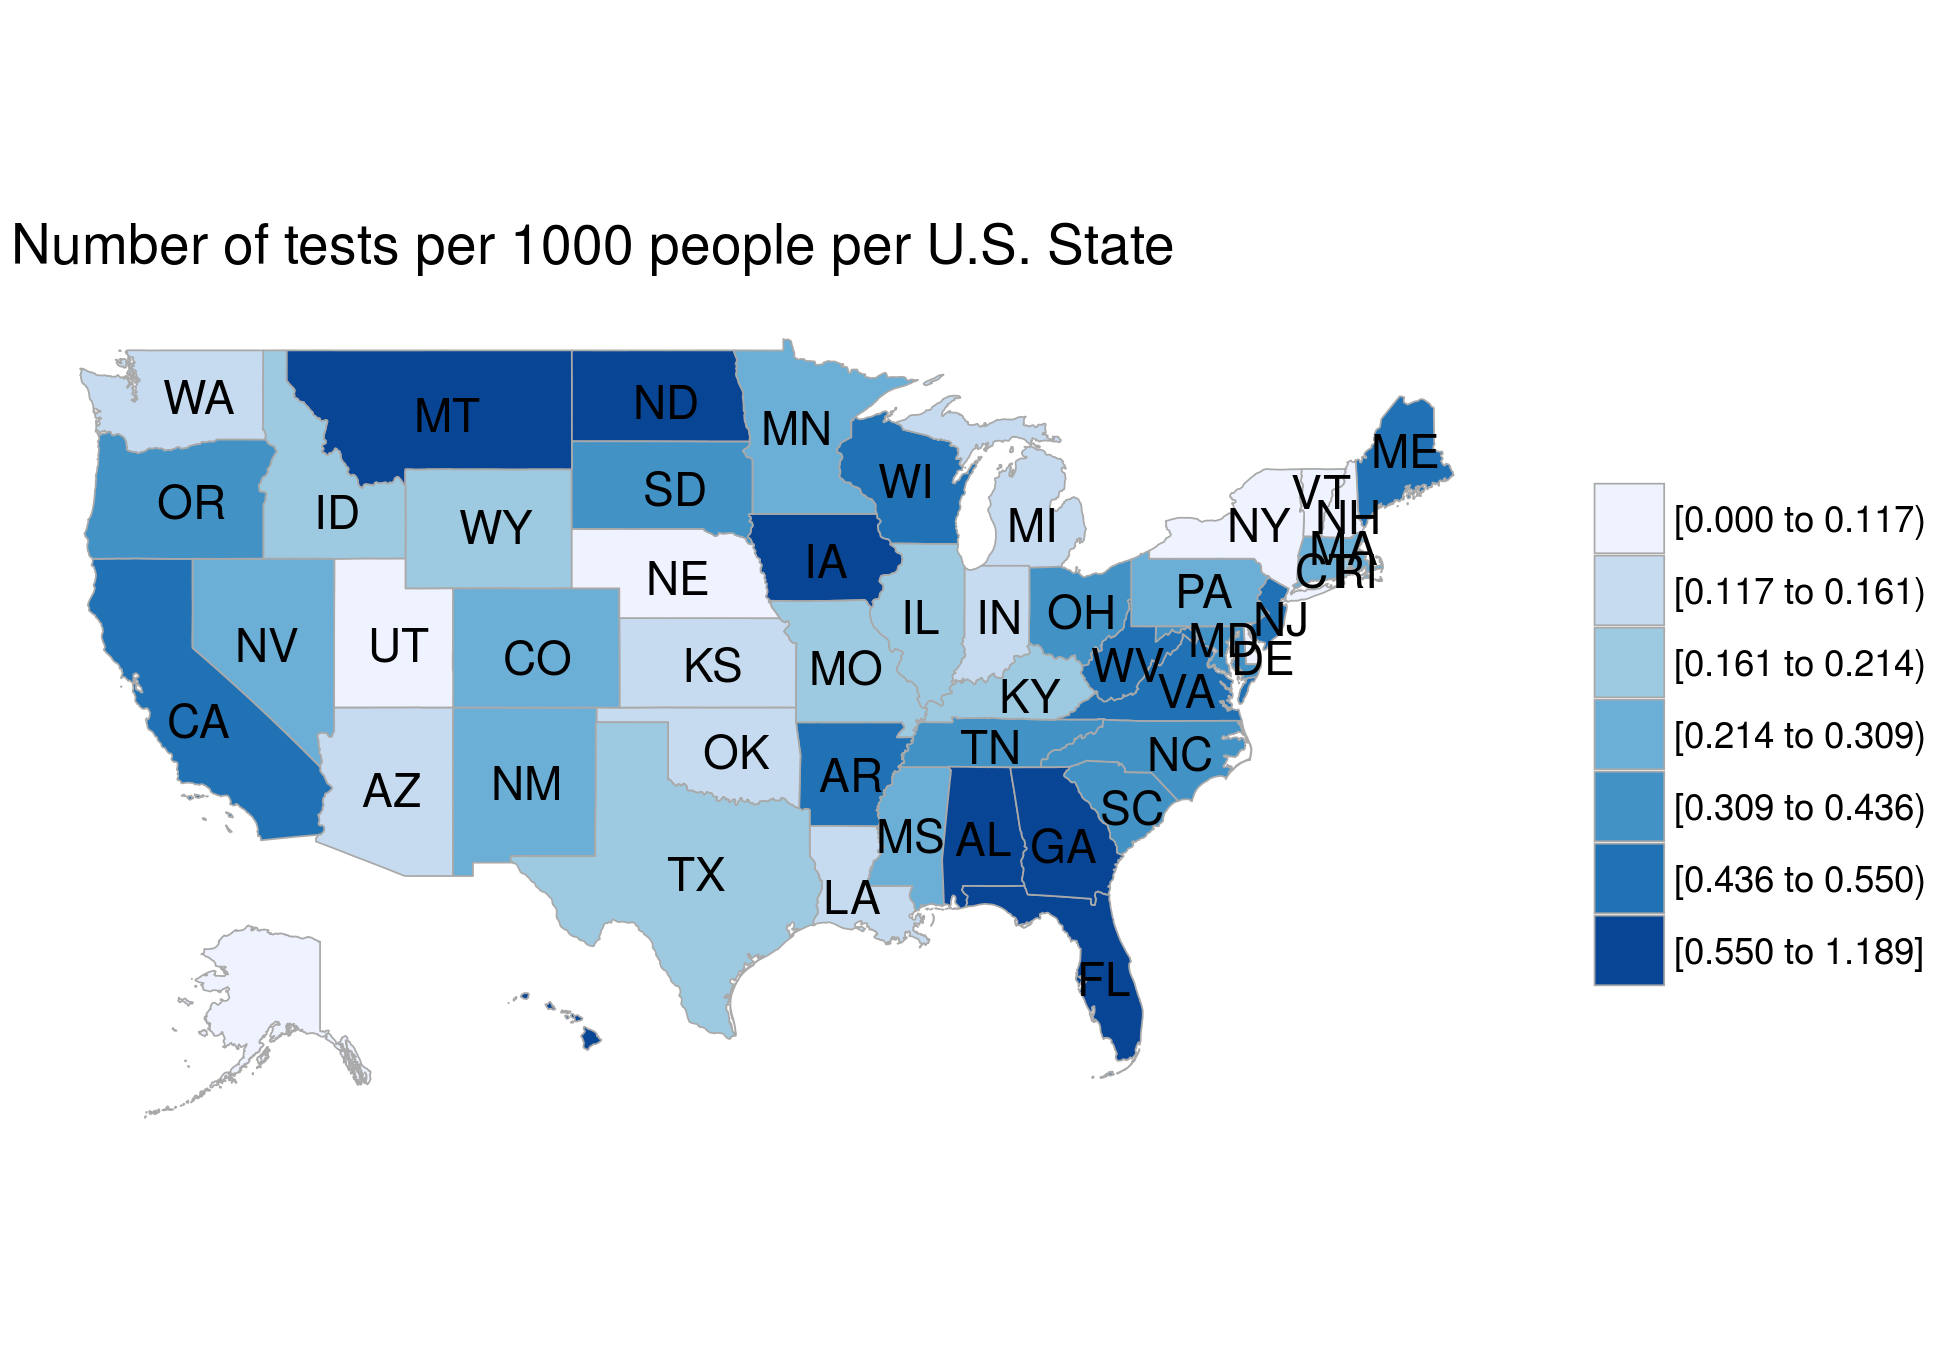 Number of tests per 1000 people per U.S. State
WA
MT
ND
MN
ME
OR
ID
WY
SD
WI
MI
NY
VT
NH
MA
CT
RI
NE
IA
IL
IN
OH
PA
NJ
NV
UT
CO
KS
MO
KY
WV
MD
DE
VA
CA
AZ
NM
OK
AR
TN
NC
SC
TX
LA
MS
AL
GA
FL
[0.000 to 0.117)
[0.117 to 0.161)
[0.161 to 0.214)
[0.214 to 0.309)
[0.309 to 0.436)
[0.436 to 0.550)
[0.550 to 1.189]